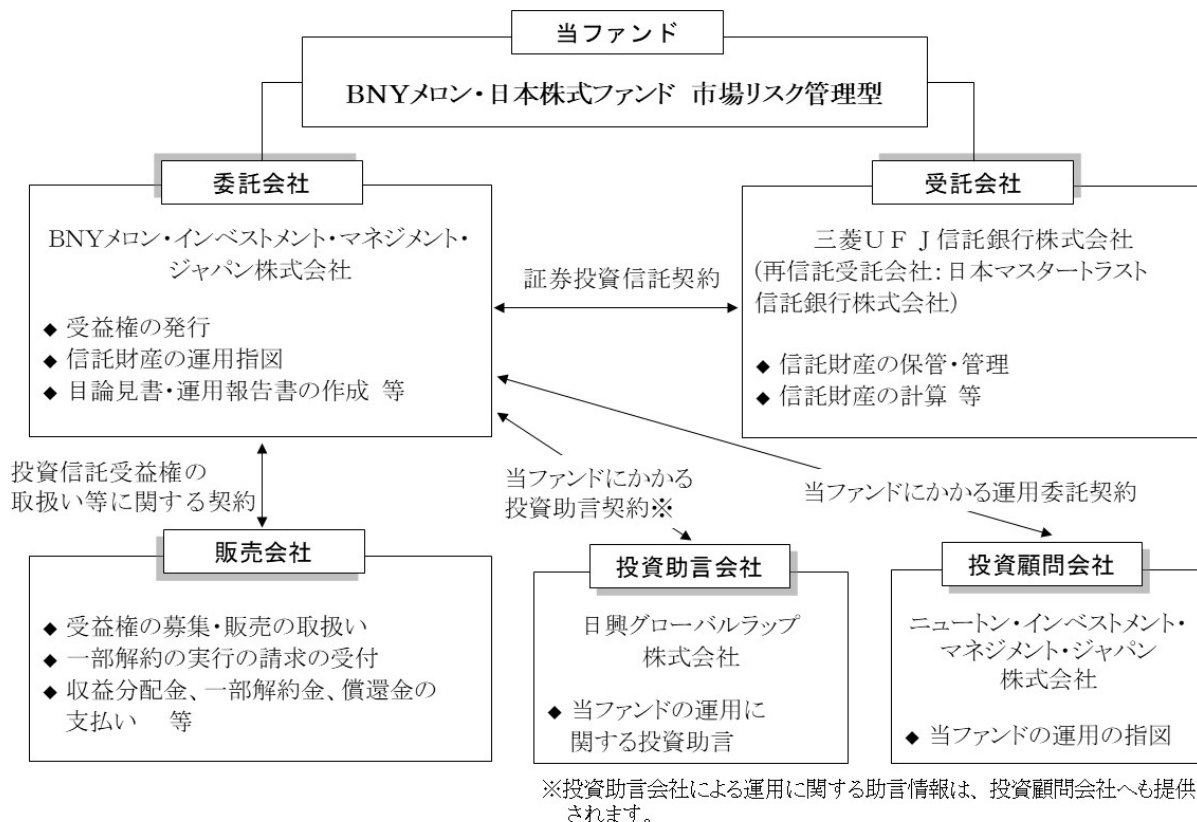 当ファンド
BNYメロン・日本株式ファンド 市場リスク管理型
委託会社
BNYメロン・インベストメント・マネジメント・
ジャパン株式会社
◆ 受益権の発行
◆ 信託財産の運用指図
◆ 目論見書・運用報告書の作成 等
証券投資信託契約
受託会社
三菱UFJ信託銀行株式会社
(再信託受託会社：日本マスタートラスト
信託銀行株式会社)
◆ 信託財産の保管・管理
◆ 信託財産の計算 等
投資信託受益権の
取扱い等に関する契約
当ファンドにかかる
投資助言契約※
当ファンドにかかる運用委託契約
販売会社
◆ 受益権の募集・販売の取扱い
◆ 一部解約の実行の請求の受付
◆ 収益分配金、一部解約金、償還金の
支払い 等
投資助言会社
日興グローバルラップ
株式会社
◆ 当ファンドの運用に
関する投資助言
投資顧問会社
ニュートン・インベストメント・
マネジメント・ジャパン
株式会社
◆ 当ファンドの運用の指図
※投資助言会社による運用に関する助言情報は、投資顧問会社へも提供
されます。